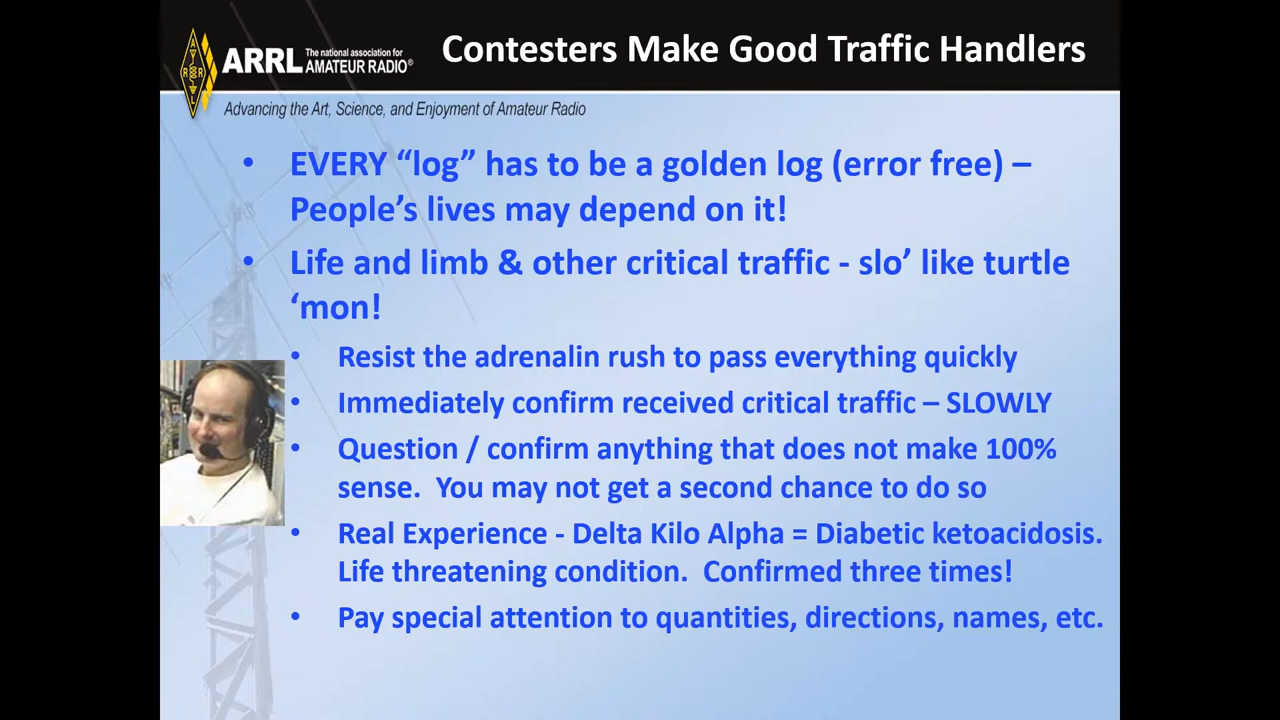 Contesters Make Good Traffic Handlers
ARRL The national association for
AMATEUR RADIO®
Advancing the Art, Science, and Enjoyment of Amateur Radio
• EVERY “log” has to be a golden log (error free) –
People’s lives may depend on it!
• Life and limb & other critical traffic - slo’ like turtle
‘mon!
• Resist the adrenalin rush to pass everything quickly
• Immediately confirm received critical traffic – SLOWLY
• Question / confirm anything that does not make 100%
sense.  You may not get a second chance to do so
• Real Experience - Delta Kilo Alpha = Diabetic ketoacidosis.
Life threatening condition.  Confirmed three times!
• Pay special attention to quantities, directions, names, etc.